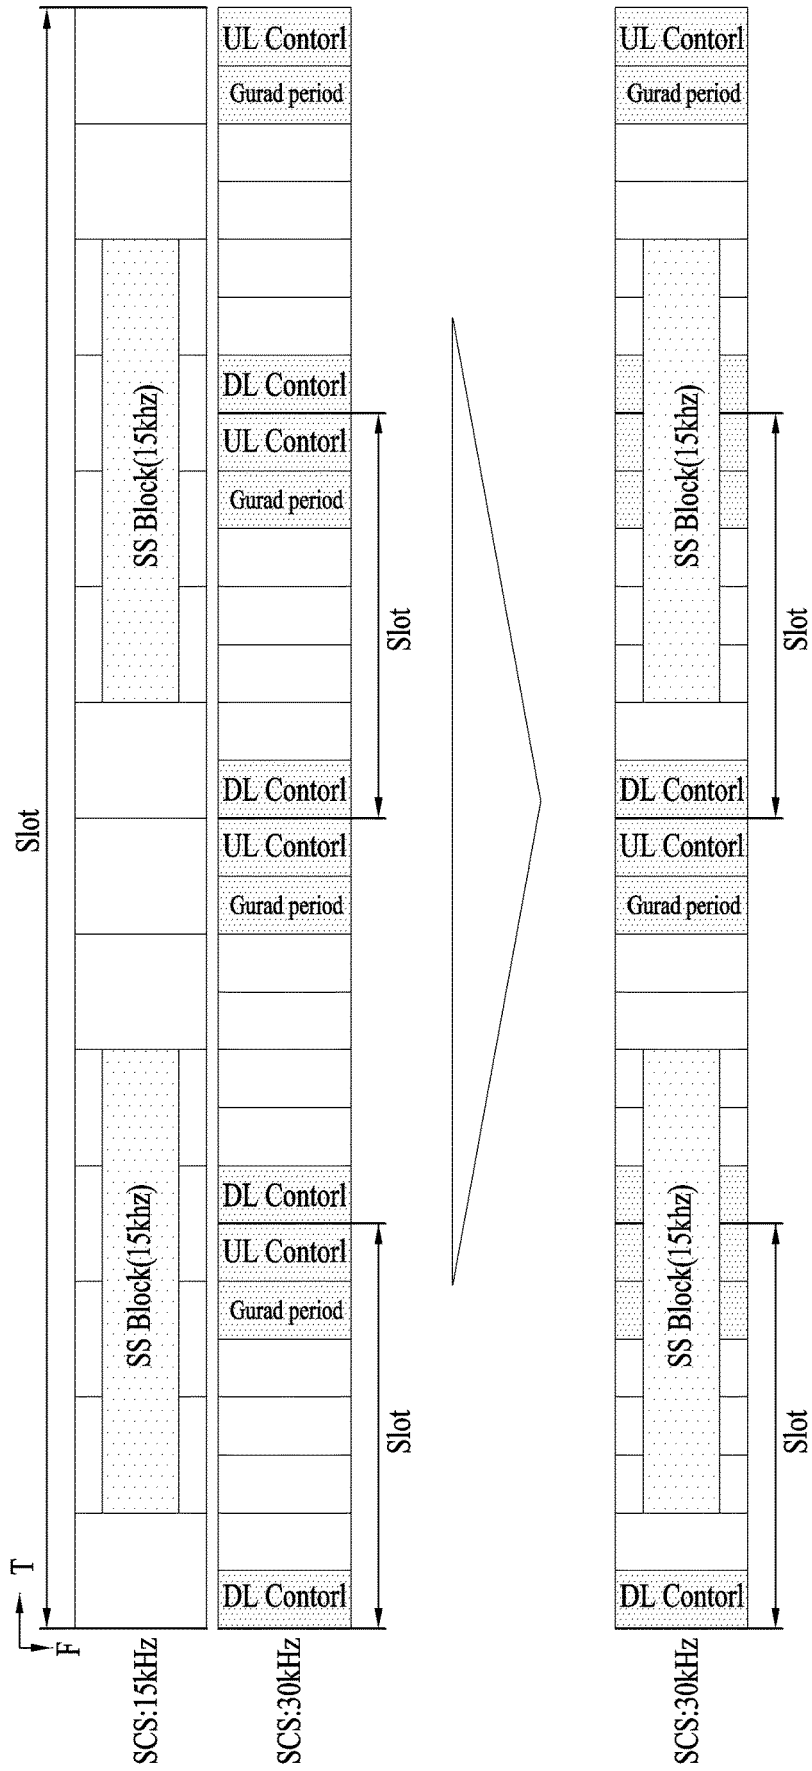 Slot
T
F
SCS:15kHz
SS Block(15khz)
SS Block(15khz)
SCS:30kHz
DL Contorl
Gurad period
UL Contorl
DL Contorl
Gurad period
UL Contorl
DL Contorl
Gurad period
UL Contorl
DL Contorl
Gurad period
UL Contorl
Slot
Slot
SCS:30kHz
DL Contorl
SS Block(15khz)
Gurad period
UL Contorl
DL Contorl
SS Block(15khz)
Gurad period
UL Contorl
Slot
Slot